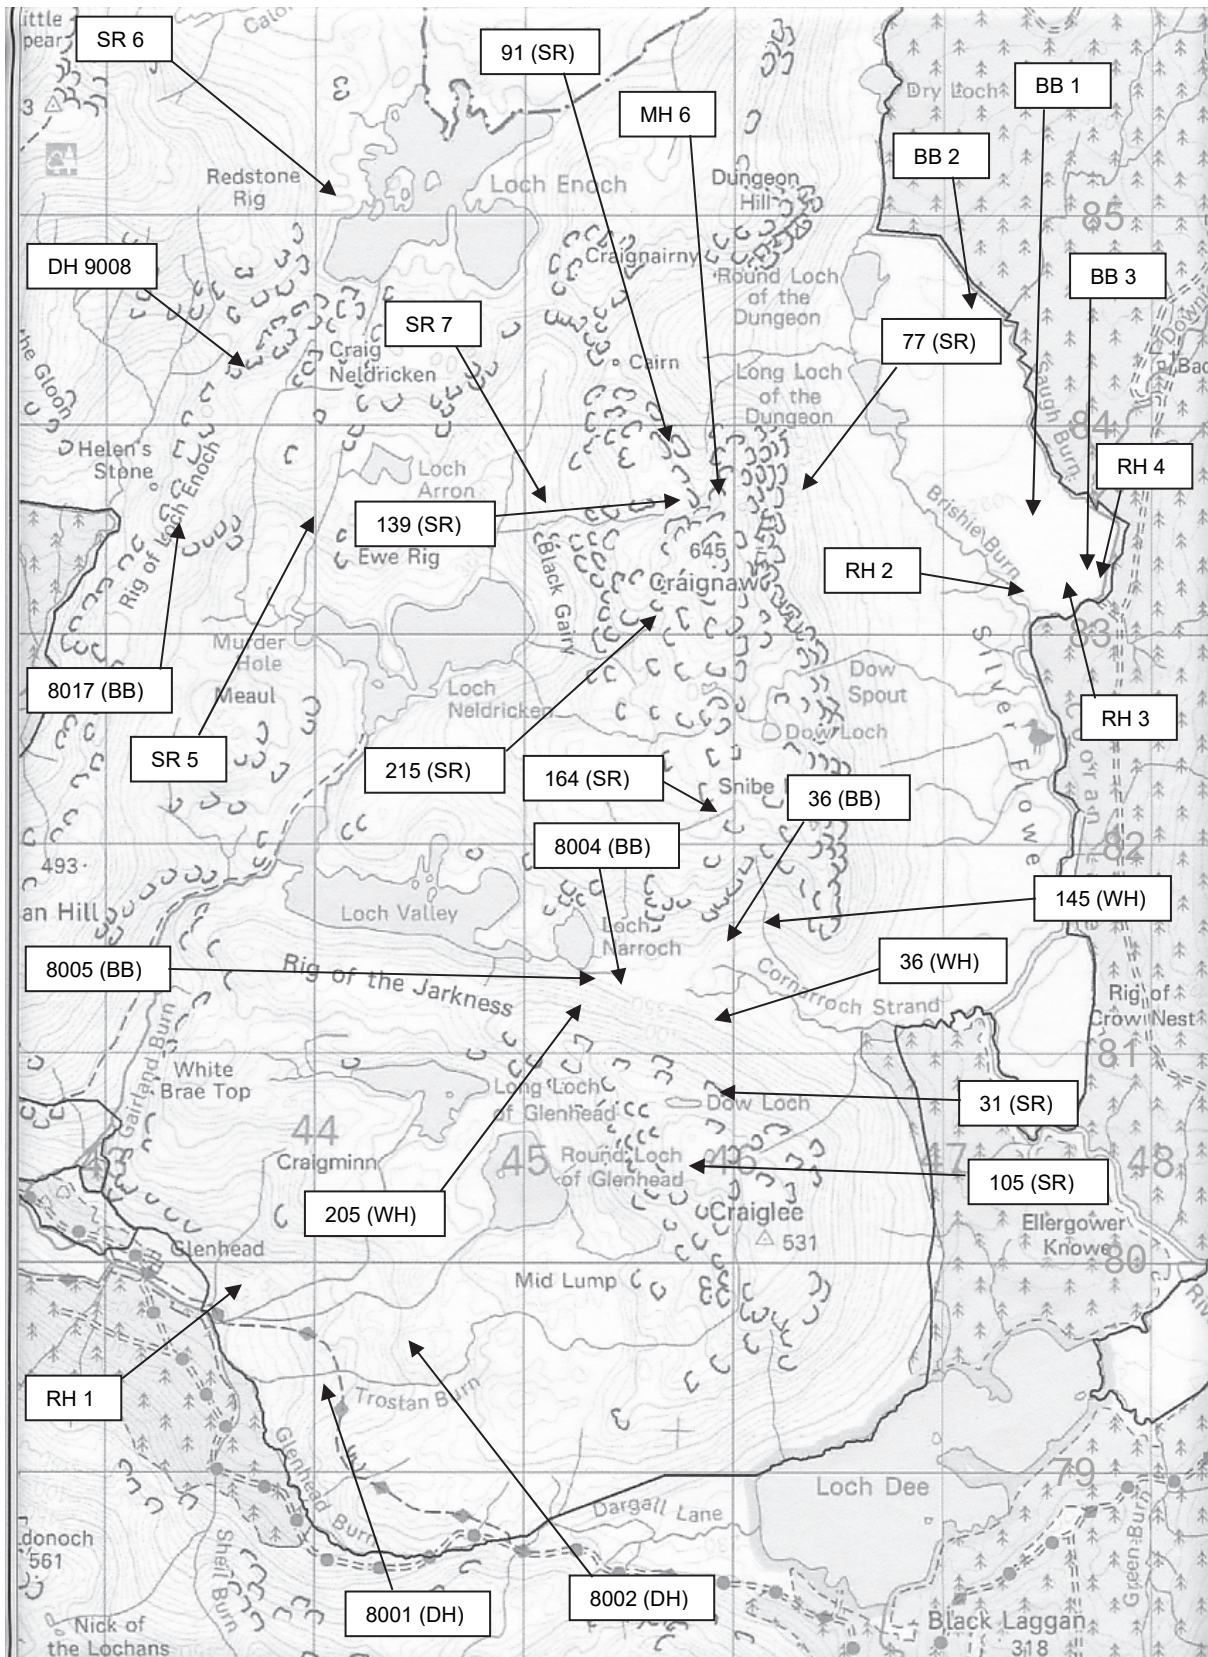 ittle
pear
Calo
SR 6
91 (SR)
3
MH 6
Dry Loch
BB 1
BB 2
Redstone
Rig
Loch Enoch
Dungeon
Hill
85
DH 9008
Craignairny
Round Loch
of the
Dungeon
BB 3
SR 7
77 (SR)
he Gloon
Craig
Neldricken
Cairn
Long Loch
of the
Dungeon
Saugh Burn
84
Helen's
Stone
Loch
Arron
RH 4
139 (SR)
Rig of Loch Enoch
Ewe Rig
Black Gairy
645
Craignaw
Brishie Burn
RH 2
83
Murder
Hole
8017 (BB)
Meaul
Loch
Neldricken
Dow
Spout
Silver Flowe
RH 3
SR 5
215 (SR)
Dow Loch
164 (SR)
Snibe
36 (BB)
8004 (BB)
82
493
an Hill
Loch Valley
Loch
Narroch
145 (WH)
8005 (BB)
Rig of the Jarkness
36 (WH)
Cornarroch Strand
Rig of
Crow Nest
Gairland Burn
White
Brae Top
81
Long Loch
of Glenhead
Dow Loch
31 (SR)
44
Craigminn
45
Round Loch
of Glenhead
46
47
48
105 (SR)
205 (WH)
Craiglee
531
Ellergower
Knowe
Glenhead
Mid Lump
80
RH 1
Trostan Burn
Glenhead Burn
79
Loch Dee
Dargall Lane
donoch
561
Shiel Burn
8001 (DH)
8002 (DH)
Green Burn
Nick of
the Lochans
Black Laggan
318